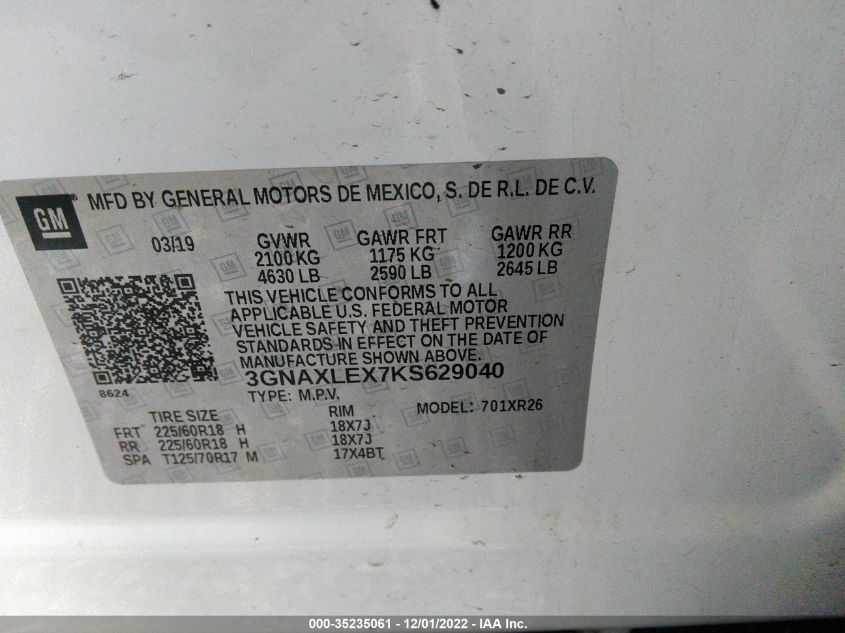 GM
MFD BY GENERAL MOTORS DE MEXICO, S. DE R.L. DE C.V.
03/19 GVWR GAWR FRT GAWR RR
2100 KG 1175 KG 1200 KG
4630 LB 2590 LB 2645 LB
THIS VEHICLE CONFORMS TO ALL
APPLICABLE U.S. FEDERAL MOTOR
VEHICLE SAFETY AND THEFT PREVENTION
STANDARDS IN EFFECT ON THE DATE OF
MANUFACTURE SHOWN ABOVE.
3GNAXLEX7KS629040
8624
TYPE: M.P.V. MODEL: 701XR26
TIRE SIZE RIM
FRT 225/60R18 H 18X7J
RR 225/60R18 H 18X7J
SPA T125/70R17 M 17X4BT
000-35235061 - 12/01/2022 - IAA Inc.